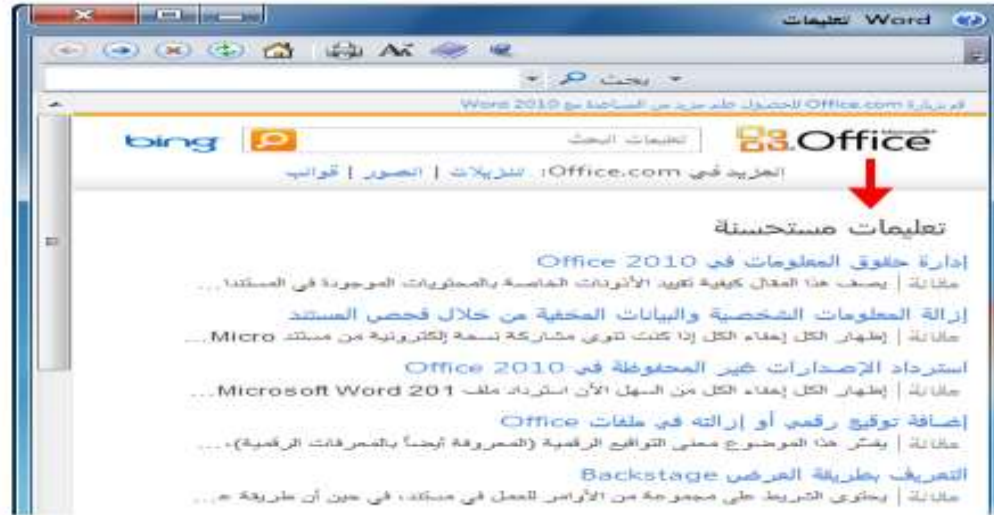 تعليمات Word
بحث
قم بزيارة Office.com للحصول على مزيد من المساعدة مع Word 2010
Microsoft
Office
تعليمات البحث
bing
المزيد في Office.com: تنزيلات | الصور | قوالب
تعليمات مستحسنة
إدارة حقوق المعلومات في Office 2010
مقالة | يصف هذا المقال كيفية تقييد الأذونات الخاصة بالمحتويات الموجودة في المستندا...
إزالة المعلومات الشخصية والبيانات المخفية من خلال فحص المستند
مقالة | إظهار الكل إخفاء الكل إذا كنت تنوي مشاركة نسخة إلكترونية من مستند Micro...
استرداد الإصدارات غير المحفوظة في Office 2010
مقالة | إظهار الكل إخفاء الكل من السهل الآن استرداد ملف Microsoft Word 201...
إضافة توقيع رقمي أو إزالته في ملفات Office
مقالة | يفسّر هذا الموضوع معنى التواقيع الرقمية (المعروفة أيضاً بالمعرفات الرقمية)،...
التعريف بطريقة العرض Backstage
مقالة | يحتوي الشريط على مجموعة من الأوامر للعمل في مستند، في حين أن طريقة ع...